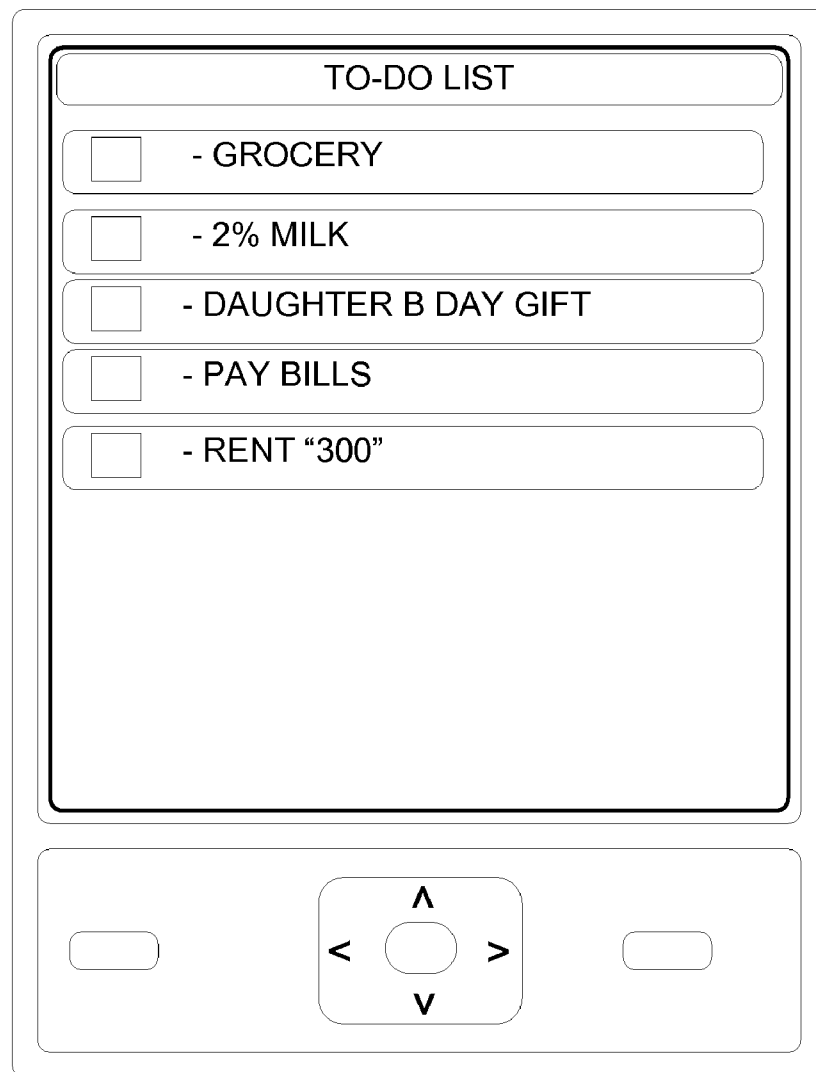 TO-DO LIST
- GROCERY
- 2% MILK
- DAUGHTER B DAY GIFT
- PAY BILLS
- RENT “300”
^
< >
v